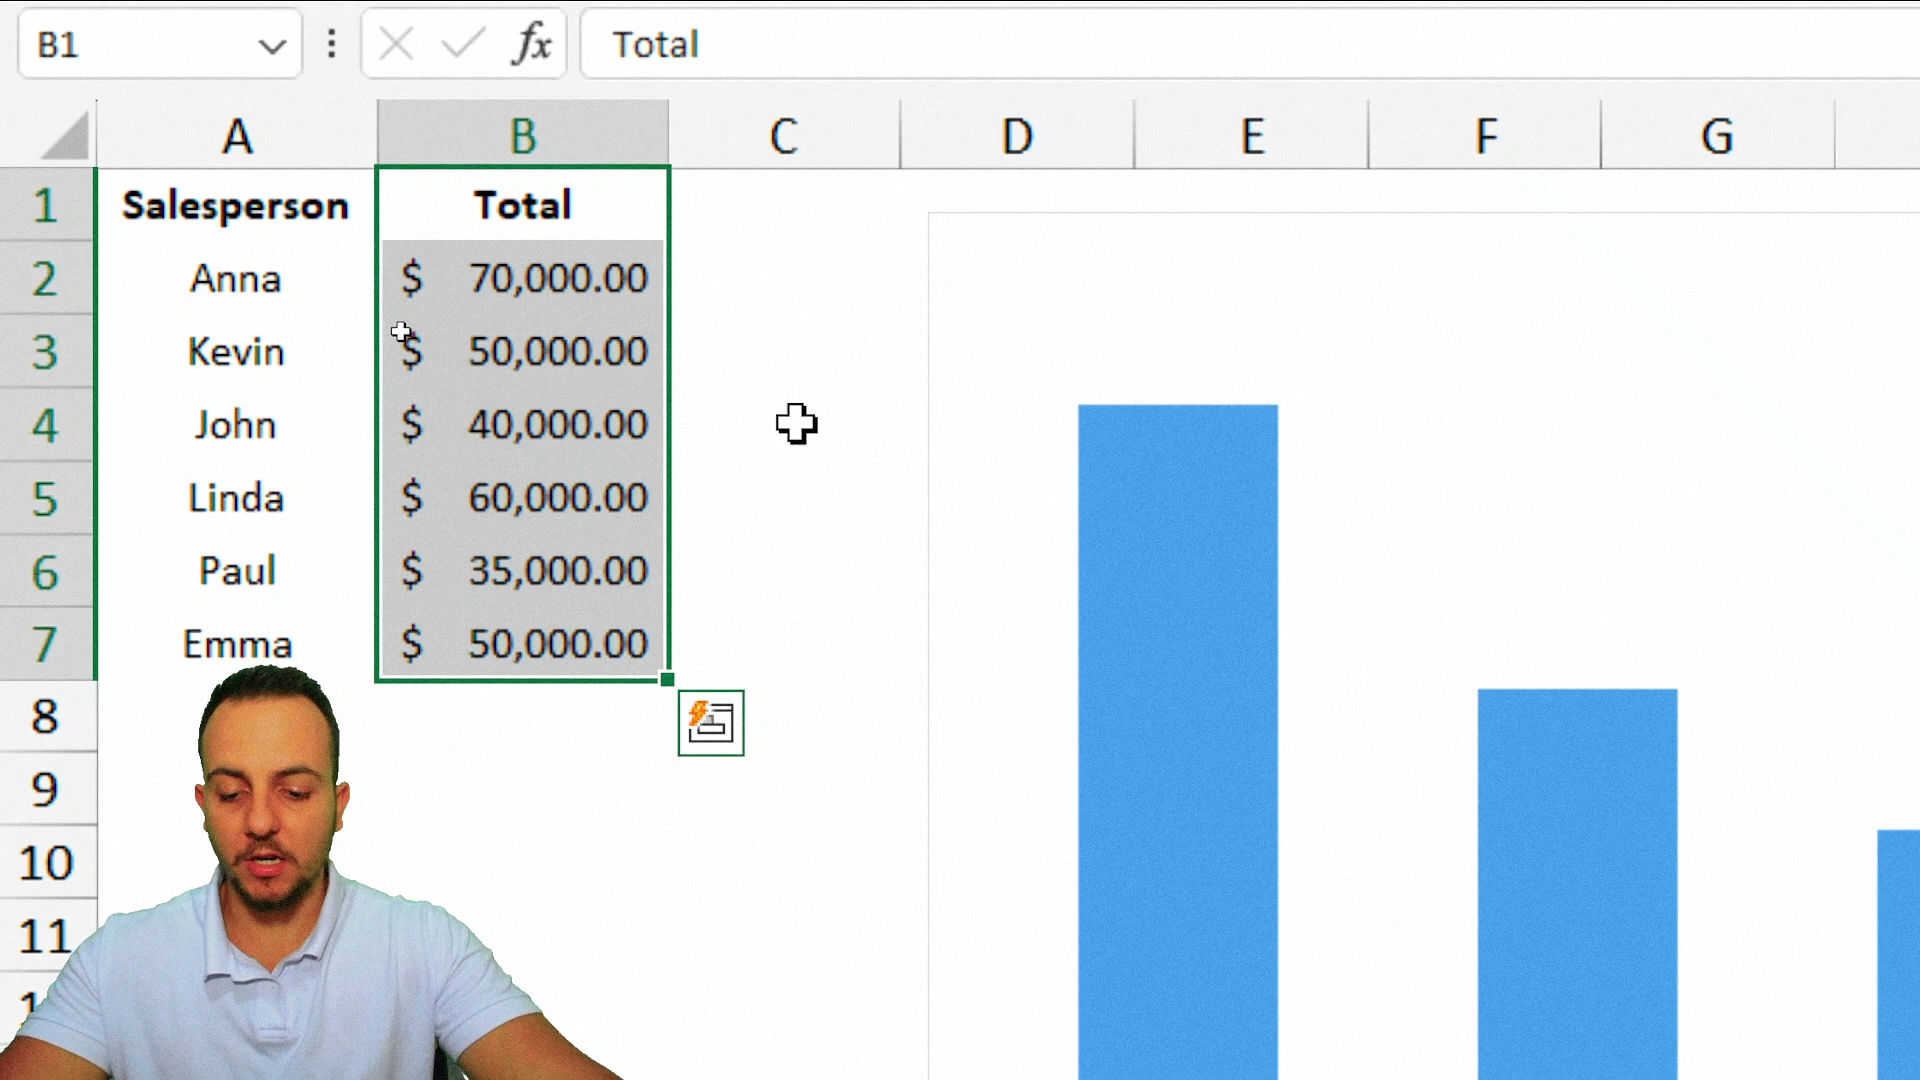 B1 fx Total
A B C D E F G
1 Salesperson Total
2 Anna $ 70,000.00
3 Kevin $ 50,000.00
4 John $ 40,000.00
5 Linda $ 60,000.00
6 Paul $ 35,000.00
7 Emma $ 50,000.00
8
9
10
11